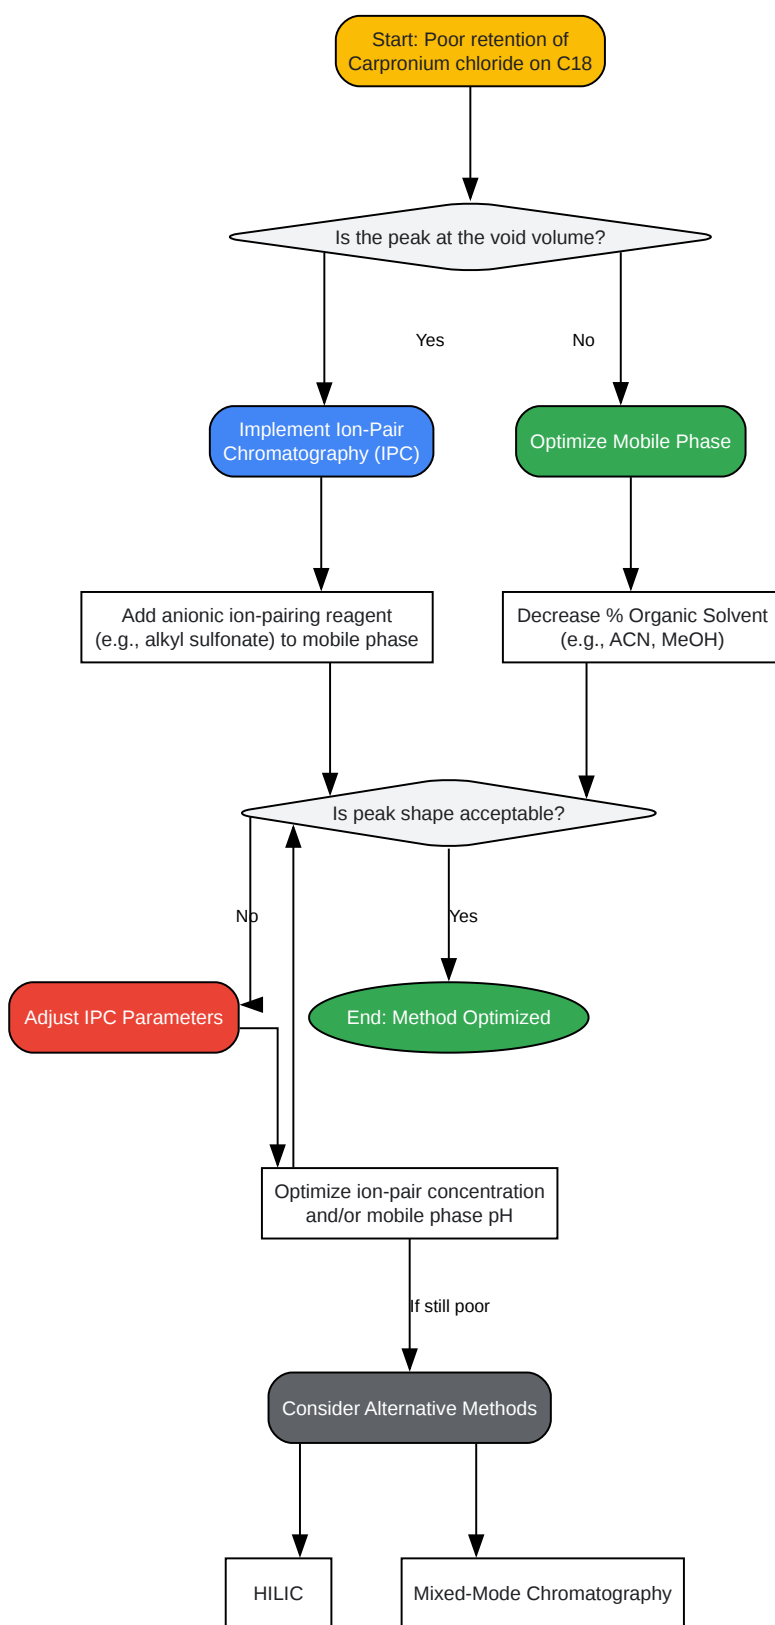 Start: Poor retention of
Carpronium chloride on C18
Is the peak at the void volume?
Yes
No
Implement Ion-Pair
Chromatography (IPC)
Optimize Mobile Phase
Add anionic ion-pairing reagent
(e.g., alkyl sulfonate) to mobile phase
Decrease % Organic Solvent
(e.g., ACN, MeOH)
Is peak shape acceptable?
No
Yes
Adjust IPC Parameters
End: Method Optimized
Optimize ion-pair concentration
and/or mobile phase pH
If still poor
Consider Alternative Methods
HILIC
Mixed-Mode Chromatography